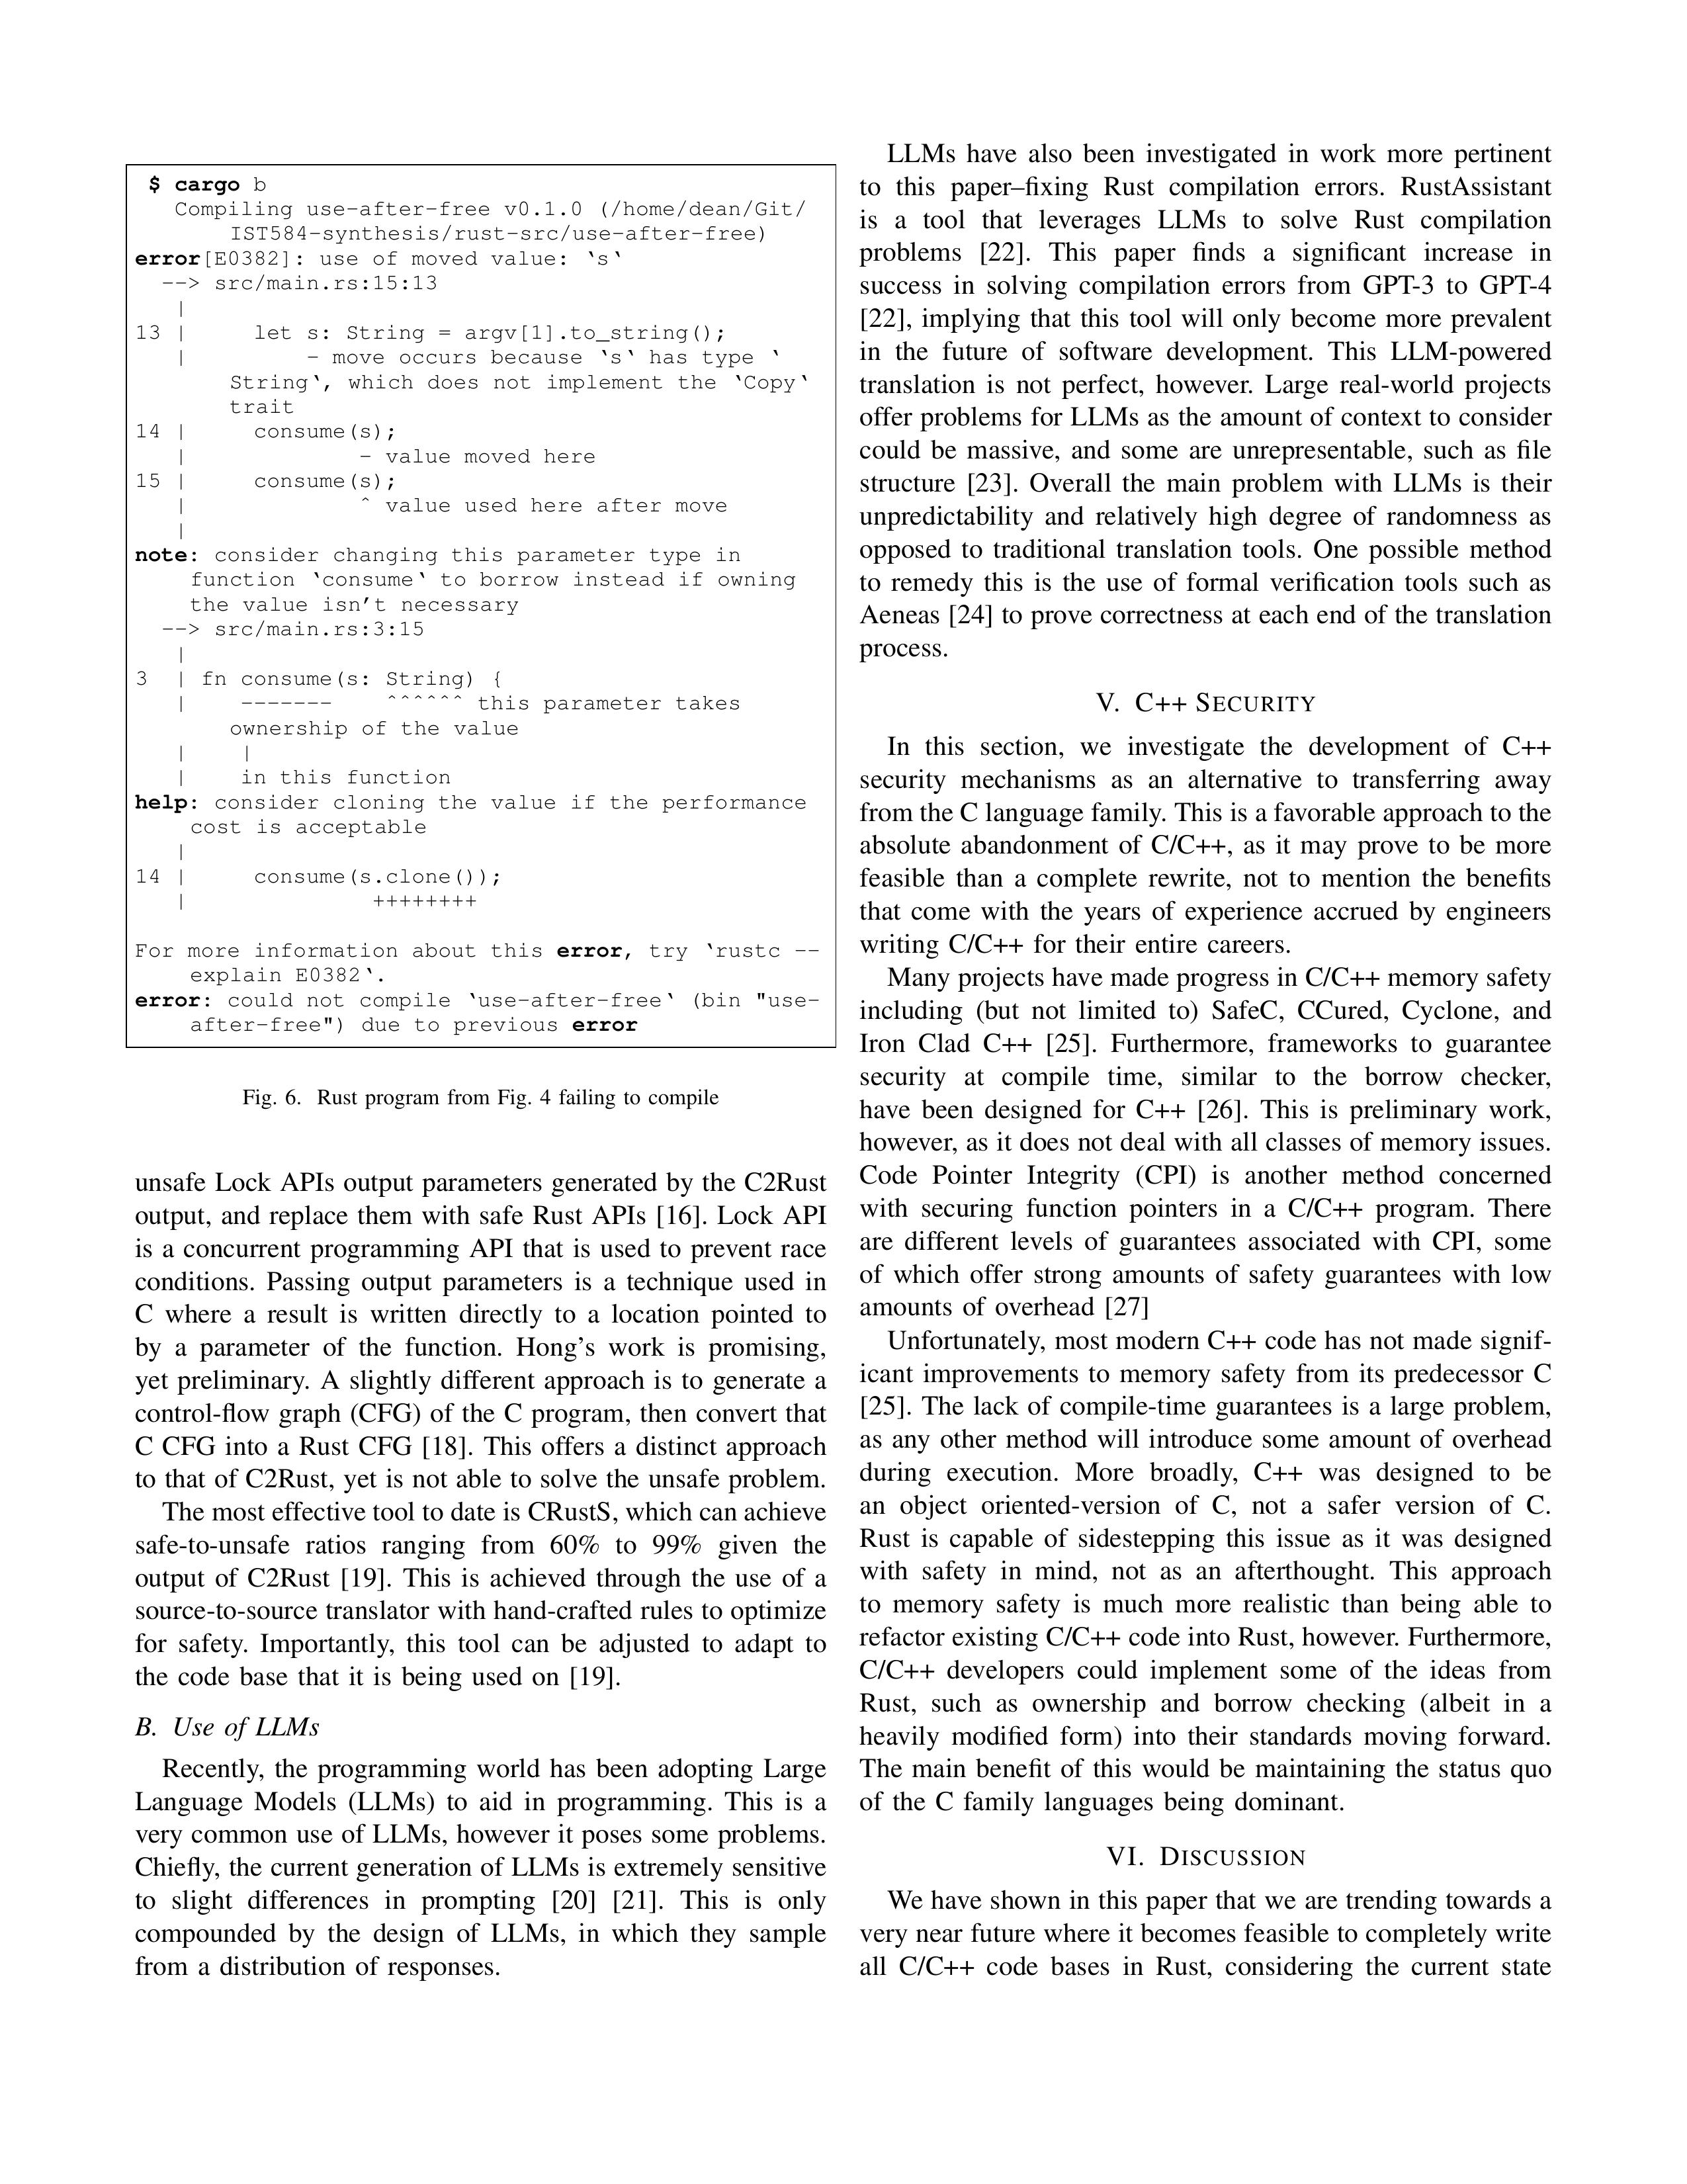 $ cargo b
Compiling use-after-free v0.1.0 (/home/dean/Git/
IST584-synthesis/rust-src/use-after-free)
error[E0382]: use of moved value: ‘s‘
--> src/main.rs:15:13
|
13 | let s: String = argv[1].to_string();
| - move occurs because ‘s‘ has type ‘
String‘, which does not implement the ‘Copy‘
trait
14 | consume(s);
| - value moved here
15 | consume(s);
| ^ value used here after move
|
note: consider changing this parameter type in
function ‘consume‘ to borrow instead if owning
the value isn’t necessary
--> src/main.rs:3:15
|
3 | fn consume(s: String) {
| ------- ^^^^^^ this parameter takes
ownership of the value
| |
| in this function
help: consider cloning the value if the performance
cost is acceptable
|
14 | consume(s.clone());
| ++++++++
For more information about this error, try ‘rustc --
explain E0382‘.
error: could not compile ‘use-after-free‘ (bin "use-
after-free") due to previous error
Fig. 6. Rust program from Fig. 4 failing to compile
unsafe Lock APIs output parameters generated by the C2Rust
output, and replace them with safe Rust APIs [16]. Lock API
is a concurrent programming API that is used to prevent race
conditions. Passing output parameters is a technique used in
C where a result is written directly to a location pointed to
by a parameter of the function. Hong’s work is promising,
yet preliminary. A slightly different approach is to generate a
control-flow graph (CFG) of the C program, then convert that
C CFG into a Rust CFG [18]. This offers a distinct approach
to that of C2Rust, yet is not able to solve the unsafe problem.
The most effective tool to date is CRustS, which can achieve
safe-to-unsafe ratios ranging from 60% to 99% given the
output of C2Rust [19]. This is achieved through the use of a
source-to-source translator with hand-crafted rules to optimize
for safety. Importantly, this tool can be adjusted to adapt to
the code base that it is being used on [19].
B. Use of LLMs
Recently, the programming world has been adopting Large
Language Models (LLMs) to aid in programming. This is a
very common use of LLMs, however it poses some problems.
Chiefly, the current generation of LLMs is extremely sensitive
to slight differences in prompting [20] [21]. This is only
compounded by the design of LLMs, in which they sample
from a distribution of responses.
LLMs have also been investigated in work more pertinent
to this paper–fixing Rust compilation errors. RustAssistant
is a tool that leverages LLMs to solve Rust compilation
problems [22]. This paper finds a significant increase in
success in solving compilation errors from GPT-3 to GPT-4
[22], implying that this tool will only become more prevalent
in the future of software development. This LLM-powered
translation is not perfect, however. Large real-world projects
offer problems for LLMs as the amount of context to consider
could be massive, and some are unrepresentable, such as file
structure [23]. Overall the main problem with LLMs is their
unpredictability and relatively high degree of randomness as
opposed to traditional translation tools. One possible method
to remedy this is the use of formal verification tools such as
Aeneas [24] to prove correctness at each end of the translation
process.
V. C++ SECURITY
In this section, we investigate the development of C++
security mechanisms as an alternative to transferring away
from the C language family. This is a favorable approach to the
absolute abandonment of C/C++, as it may prove to be more
feasible than a complete rewrite, not to mention the benefits
that come with the years of experience accrued by engineers
writing C/C++ for their entire careers.
Many projects have made progress in C/C++ memory safety
including (but not limited to) SafeC, CCured, Cyclone, and
Iron Clad C++ [25]. Furthermore, frameworks to guarantee
security at compile time, similar to the borrow checker,
have been designed for C++ [26]. This is preliminary work,
however, as it does not deal with all classes of memory issues.
Code Pointer Integrity (CPI) is another method concerned
with securing function pointers in a C/C++ program. There
are different levels of guarantees associated with CPI, some
of which offer strong amounts of safety guarantees with low
amounts of overhead [27]
Unfortunately, most modern C++ code has not made signif-
icant improvements to memory safety from its predecessor C
[25]. The lack of compile-time guarantees is a large problem,
as any other method will introduce some amount of overhead
during execution. More broadly, C++ was designed to be
an object oriented-version of C, not a safer version of C.
Rust is capable of sidestepping this issue as it was designed
with safety in mind, not as an afterthought. This approach
to memory safety is much more realistic than being able to
refactor existing C/C++ code into Rust, however. Furthermore,
C/C++ developers could implement some of the ideas from
Rust, such as ownership and borrow checking (albeit in a
heavily modified form) into their standards moving forward.
The main benefit of this would be maintaining the status quo
of the C family languages being dominant.
VI. DISCUSSION
We have shown in this paper that we are trending towards a
very near future where it becomes feasible to completely write
all C/C++ code bases in Rust, considering the current state